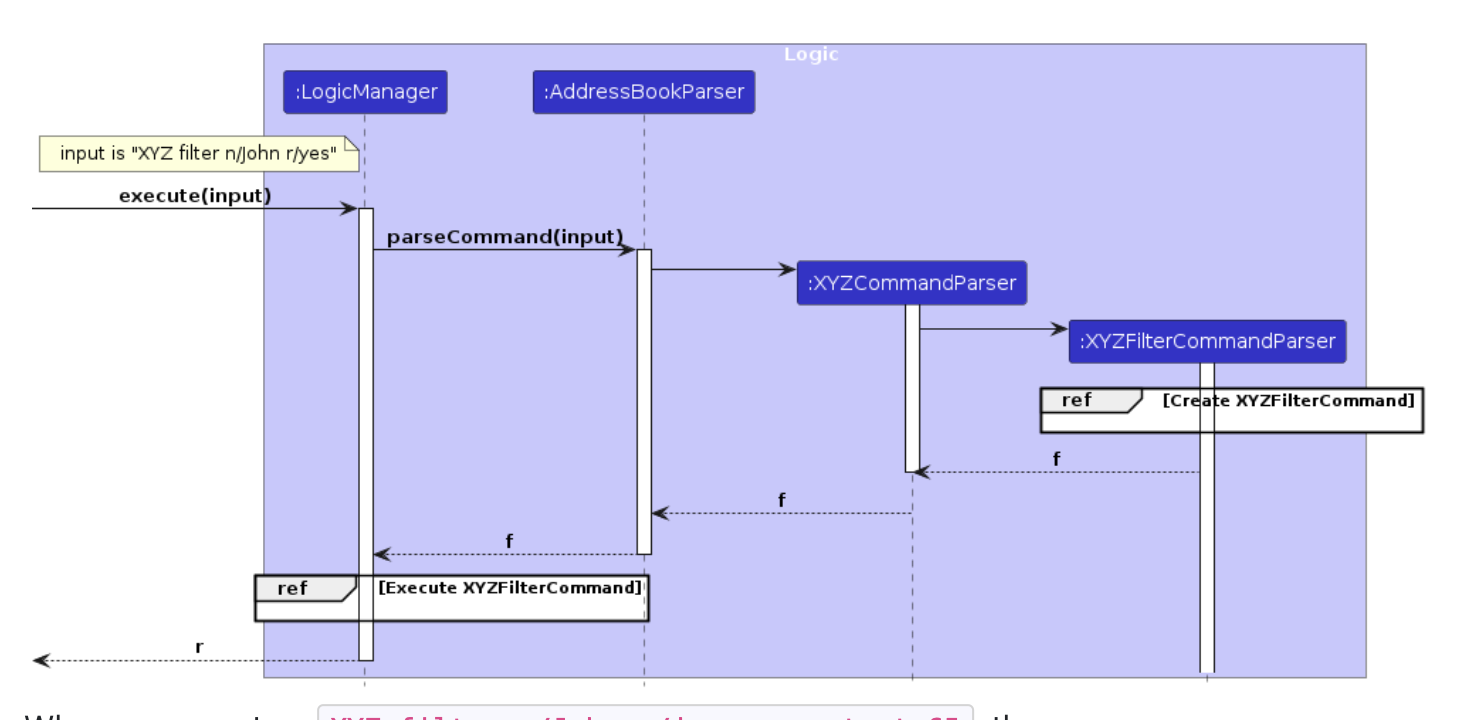 Logic
:LogicManager
:AddressBookParser
input is "XYZ filter n/John r/yes"
execute(input)
parseCommand(input)
:XYZCommandParser
:XYZFilterCommandParser
ref
[Create XYZFilterCommand]
f
f
f
ref
[Execute XYZFilterCommand]
r